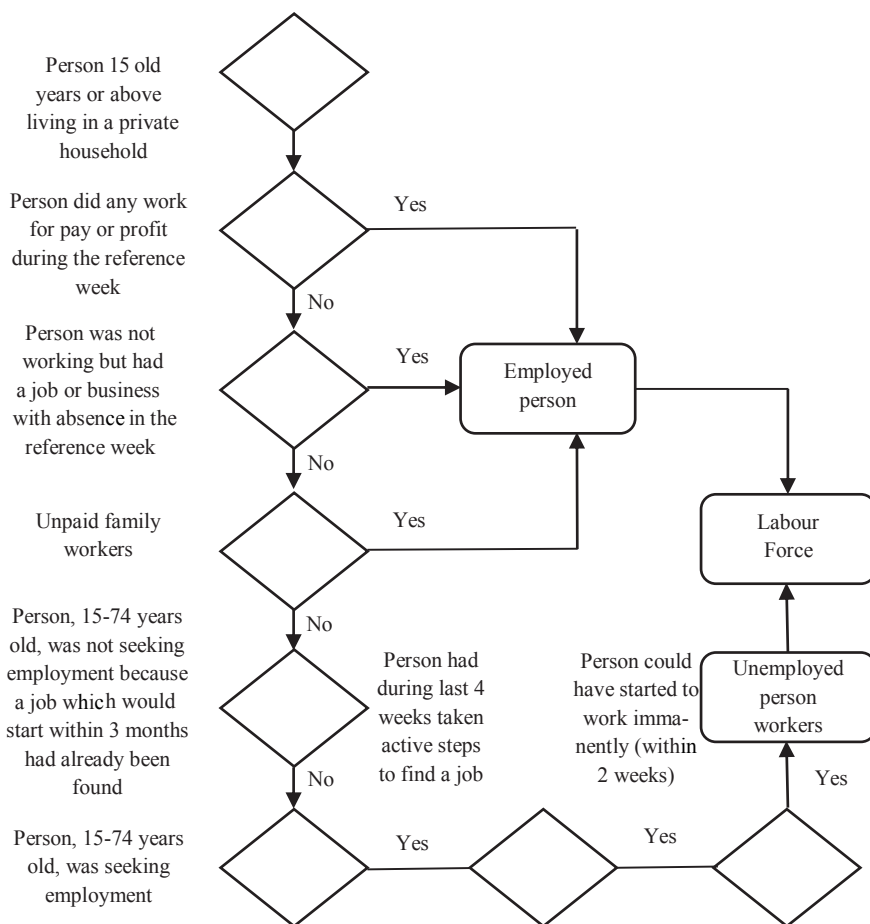 Person 15 old
years or above
living in a private
household
Person did any work
for pay or profit
during the reference
week
Yes
No
Person was not
working but had
a job or business
with absence in the
reference week
Yes
Employed
person
No
Unpaid family
workers
Yes
Labour
Force
No
Person, 15-74 years
old, was not seeking
employment because
a job which would
start within 3 months
had already been
found
Person had
during last 4
weeks taken
active steps
to find a job
Person could
have started to
work imma-
nently (within
2 weeks)
Unemployed
person
workers
No
Yes
Person, 15-74 years
old, was seeking
employment
Yes
Yes